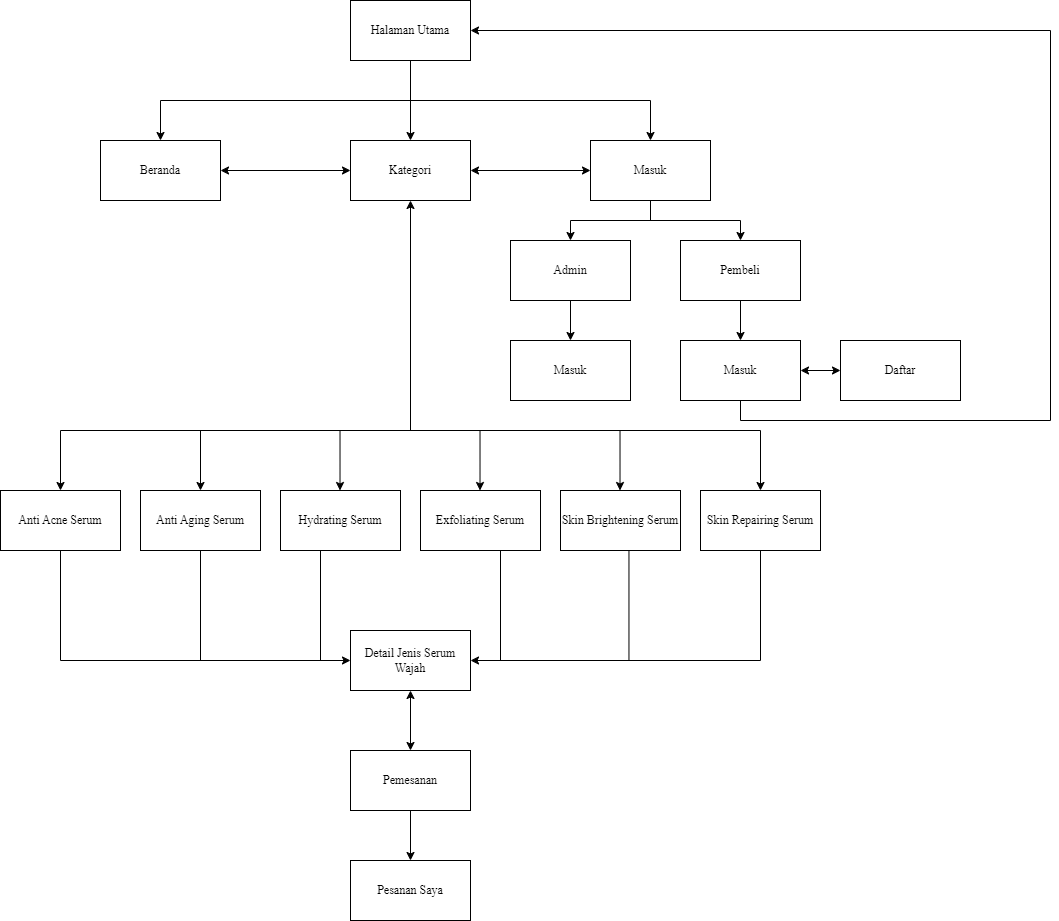 Halaman Utama
Beranda
Kategori
Masuk
Admin
Pembeli
Masuk
Masuk
Daftar
Anti Acne Serum
Anti Aging Serum
Hydrating Serum
Exfoliating Serum
Skin Brightening Serum
Skin Repairing Serum
Detail Jenis Serum
Wajah
Pemesanan
Pesanan Saya